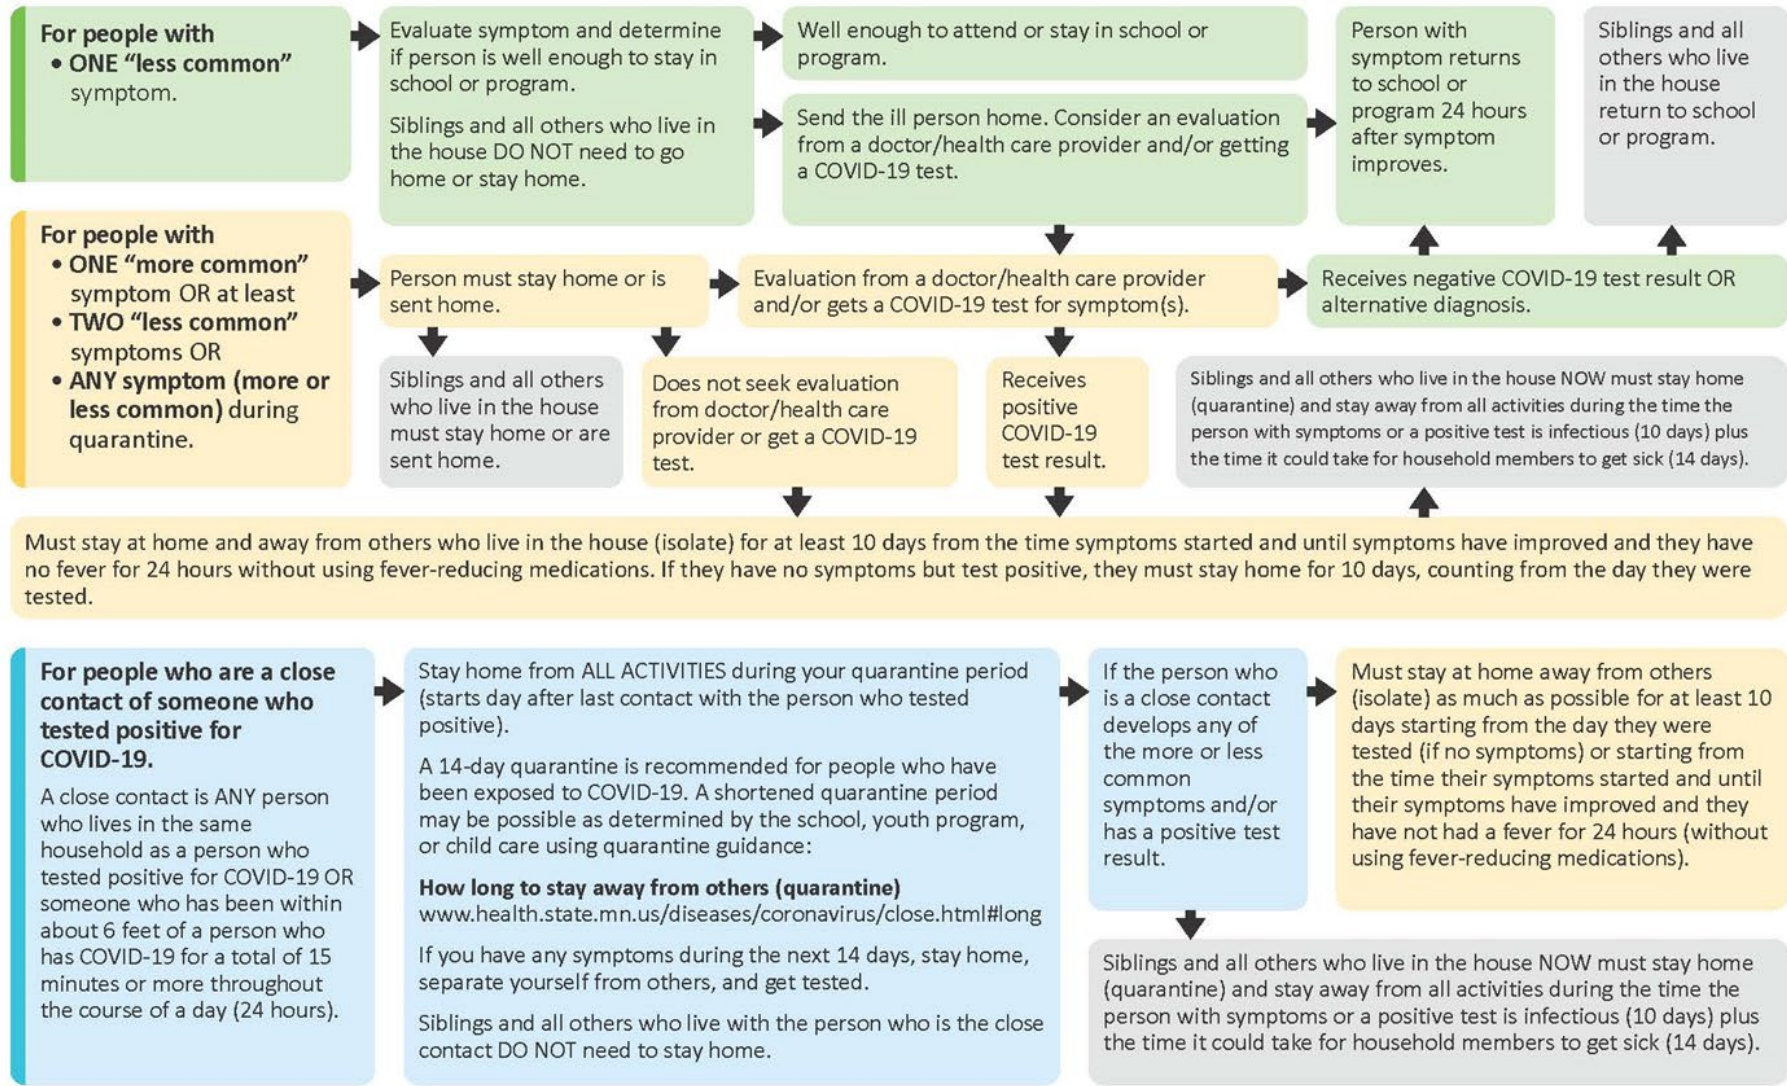 For people with
• ONE “less common”
symptom.
Evaluate symptom and determine
if person is well enough to stay in
school or program.
Siblings and all others who live in
the house DO NOT need to go
home or stay home.
Well enough to attend or stay in school or
program.
Send the ill person home. Consider an evaluation
from a doctor/health care provider and/or getting
a COVID-19 test.
Person with
symptom returns
to school or
program 24 hours
after symptom
improves.
Siblings and all
others who live
in the house
return to school
or program.
For people with
• ONE “more common”
symptom OR at least
• TWO “less common”
symptoms OR
• ANY symptom (more or
less common) during
quarantine.
Person must stay home or is
sent home.
Evaluation from a doctor/health care provider
and/or gets a COVID-19 test for symptom(s).
Receives negative COVID-19 test result OR
alternative diagnosis.
Siblings and all others
who live in the house
must stay home or are
sent home.
Does not seek evaluation
from doctor/health care
provider or get a COVID-19
test.
Receives
positive
COVID-19
test result.
Siblings and all others who live in the house NOW must stay home
(quarantine) and stay away from all activities during the time the
person with symptoms or a positive test is infectious (10 days) plus
the time it could take for household members to get sick (14 days).
Must stay at home and away from others who live in the house (isolate) for at least 10 days from the time symptoms started and until symptoms have improved and they have
no fever for 24 hours without using fever-reducing medications. If they have no symptoms but test positive, they must stay home for 10 days, counting from the day they were
tested.
For people who are a close
contact of someone who
tested positive for
COVID-19.
A close contact is ANY person
who lives in the same
household as a person who
tested positive for COVID-19 OR
someone who has been within
about 6 feet of a person who
has COVID-19 for a total of 15
minutes or more throughout
the course of a day (24 hours).
Stay home from ALL ACTIVITIES during your quarantine period
(starts day after last contact with the person who tested
positive).
A 14-day quarantine is recommended for people who have
been exposed to COVID-19. A shortened quarantine period
may be possible as determined by the school, youth program,
or child care using quarantine guidance:
How long to stay away from others (quarantine)
www.health.state.mn.us/diseases/coronavirus/close.html#long
If you have any symptoms during the next 14 days, stay home,
separate yourself from others, and get tested.
Siblings and all others who live with the person who is the close
contact DO NOT need to stay home.
If the person who
is a close contact
develops any of
the more or less
common
symptoms and/or
has a positive test
result.
Must stay at home away from others
(isolate) as much as possible for at least 10
days starting from the day they were
tested (if no symptoms) or starting from
the time their symptoms started and until
their symptoms have improved and they
have not had a fever for 24 hours (without
using fever-reducing medications).
Siblings and all others who live in the house NOW must stay home
(quarantine) and stay away from all activities during the time the
person with symptoms or a positive test is infectious (10 days) plus
the time it could take for household members to get sick (14 days).